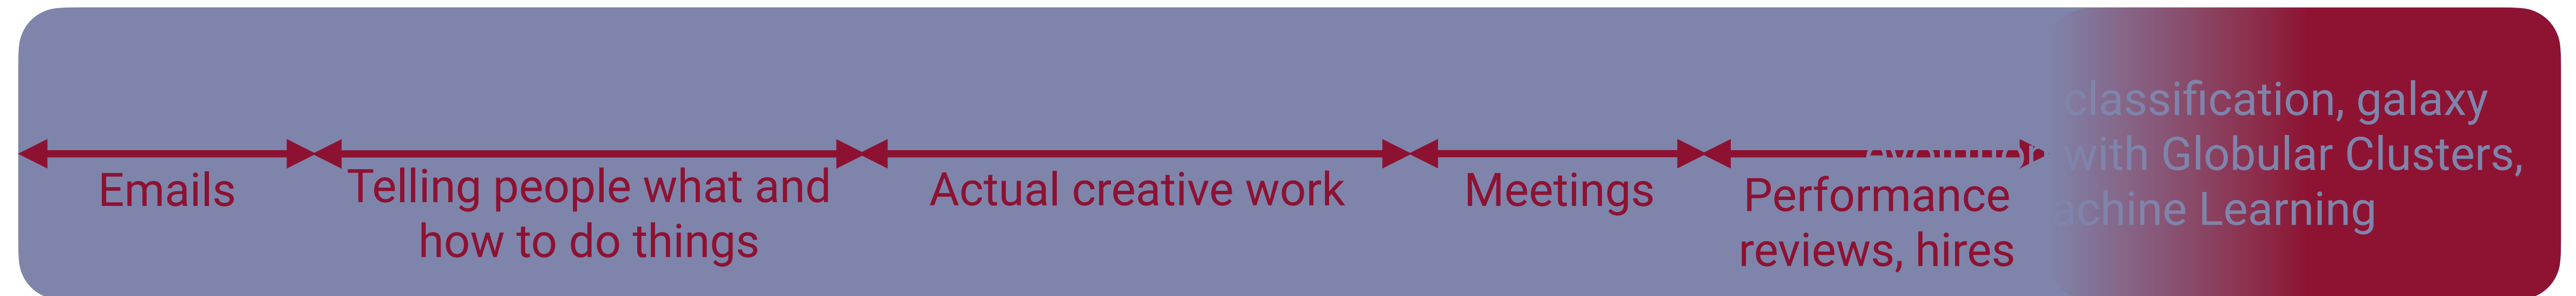 Emails
Telling people what and
how to do things
Actual creative work
Meetings
Performance
reviews, hires
classification, galaxy
with Globular Clusters,
Learning